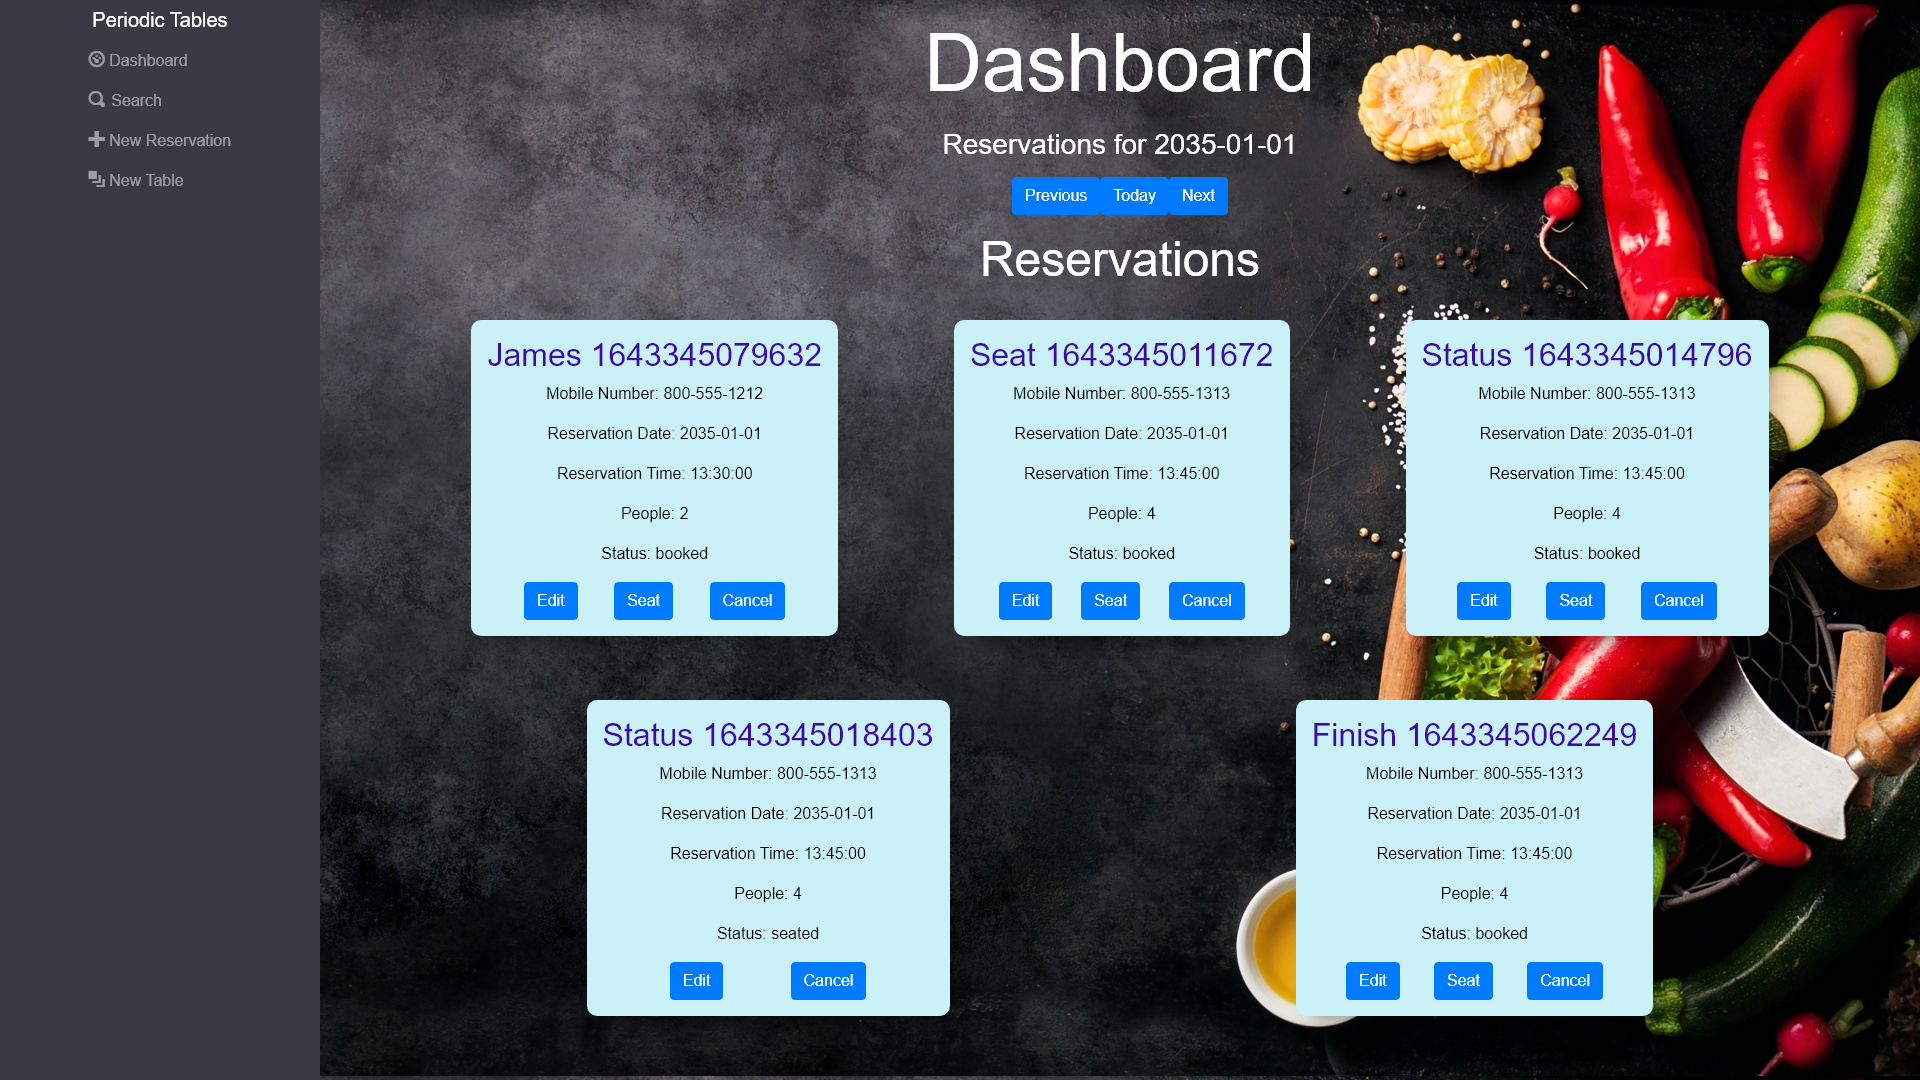 Periodic Tables
Dashboard
Search
New Reservation
New Table
Dashboard
Reservations for 2035-01-01
Previous Today Next
Reservations
James 1643345079632
Mobile Number: 800-555-1212
Reservation Date: 2035-01-01
Reservation Time: 13:30:00
People: 2
Status: booked
Edit Seat Cancel
Seat 1643345011672
Mobile Number: 800-555-1313
Reservation Date: 2035-01-01
Reservation Time: 13:45:00
People: 4
Status: booked
Edit Seat Cancel
Status 1643345014796
Mobile Number: 800-555-1313
Reservation Date: 2035-01-01
Reservation Time: 13:45:00
People: 4
Status: booked
Edit Seat Cancel
Status 1643345018403
Mobile Number: 800-555-1313
Reservation Date: 2035-01-01
Reservation Time: 13:45:00
People: 4
Status: seated
Edit Cancel
Finish 1643345062249
Mobile Number: 800-555-1313
Reservation Date: 2035-01-01
Reservation Time: 13:45:00
People: 4
Status: booked
Edit Seat Cancel